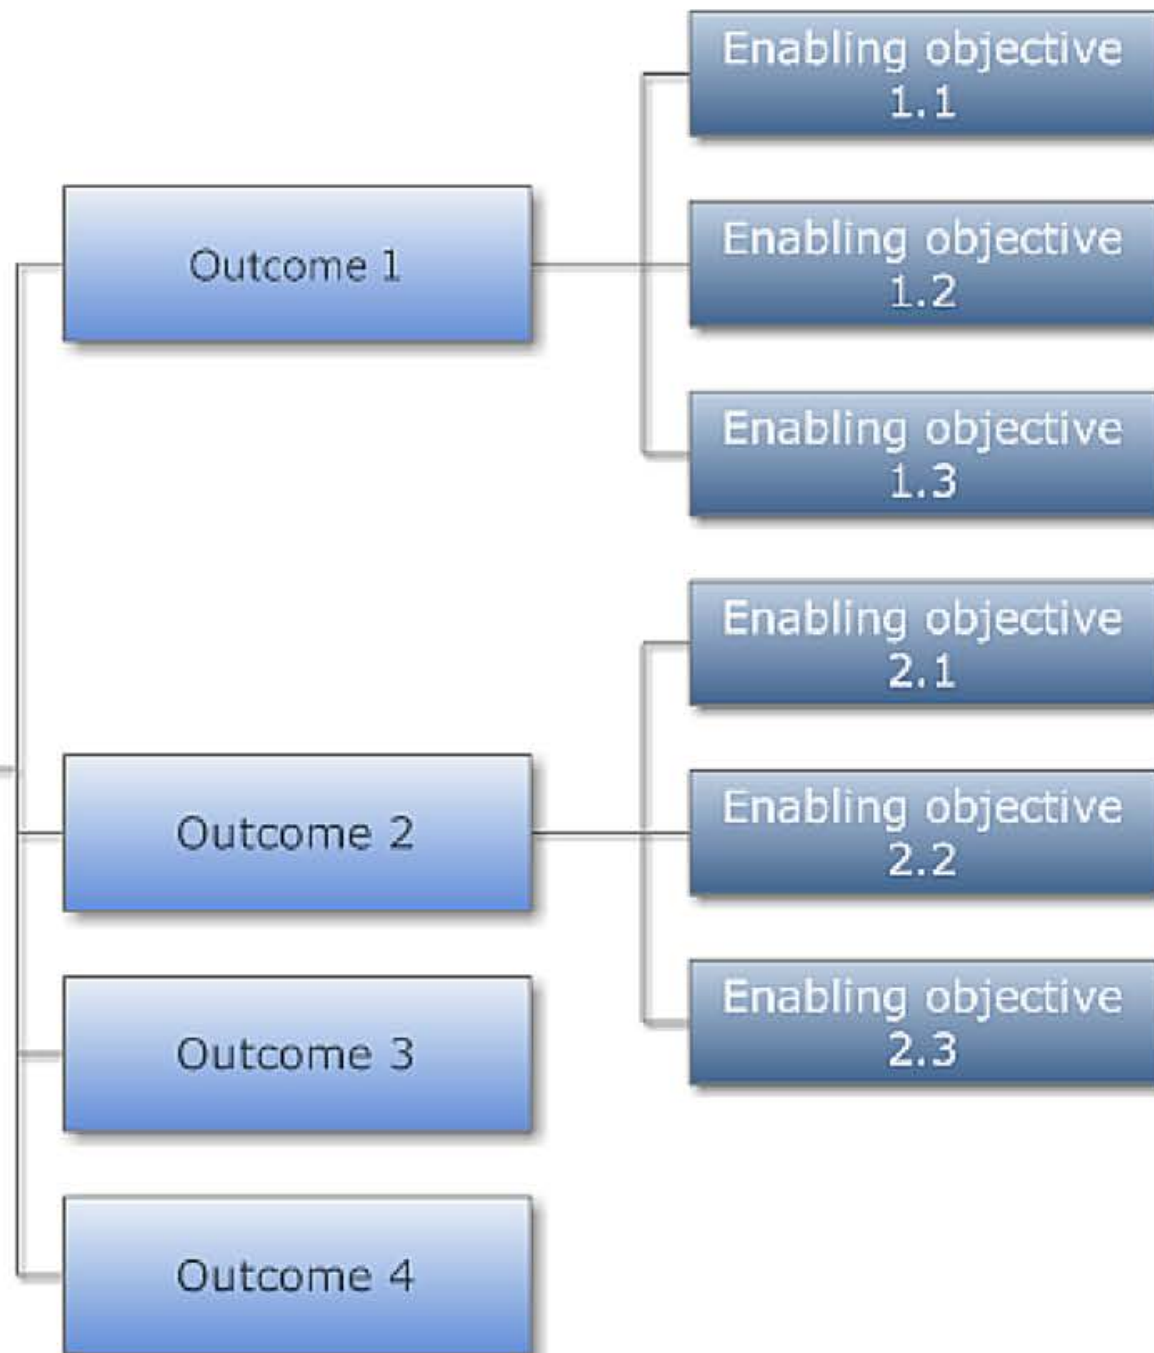 Outcome 1
Enabling objective
1.1
Enabling objective
1.2
Enabling objective
1.3
Outcome 2
Enabling objective
2.1
Enabling objective
2.2
Enabling objective
2.3
Outcome 3
Outcome 4